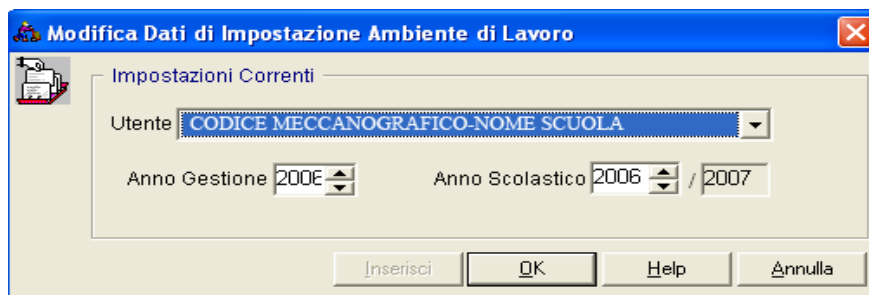 Modifica Dati di Impostazione Ambiente di Lavoro
Impostazioni Correnti
Utente CODICE MECCANOGRAFICO-NOME SCUOLA
Anno Gestione 2006 Anno Scolastico 2006 / 2007
Inserisci OK Help Annulla